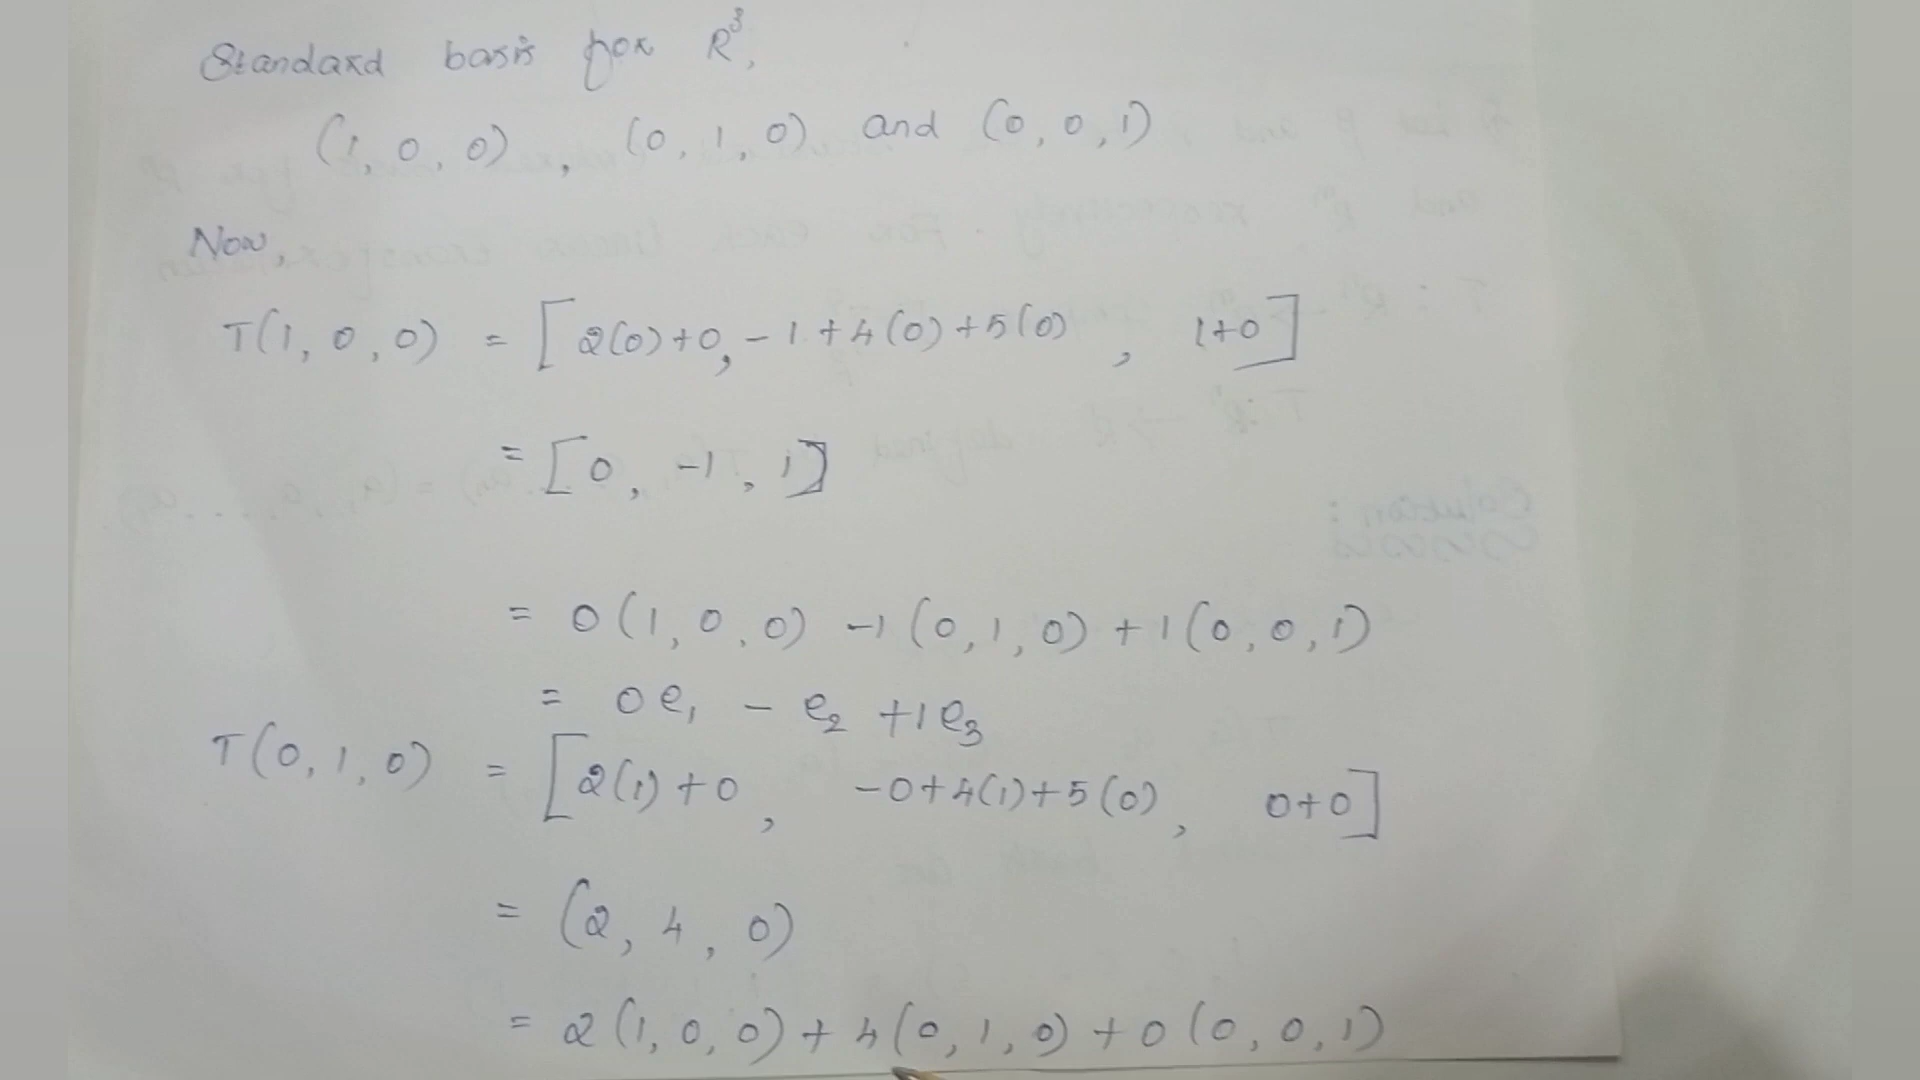 Standard basis for R³,
(1, 0, 0), (0, 1, 0) and (0, 0, 1)
Now,
T(1, 0, 0) = [2(0)+0, -1+4(0)+5(0), 1+0]
= [0, -1, 1]
= 0(1, 0, 0) -1(0, 1, 0) +1(0, 0, 1)
= 0e₁ - e₂ +1e₃
T(0, 1, 0) = [2(1)+0, -0+4(1)+5(0), 0+0]
= (2, 4, 0)
= 2(1, 0, 0) + 4(0, 1, 0) + 0(0, 0, 1)